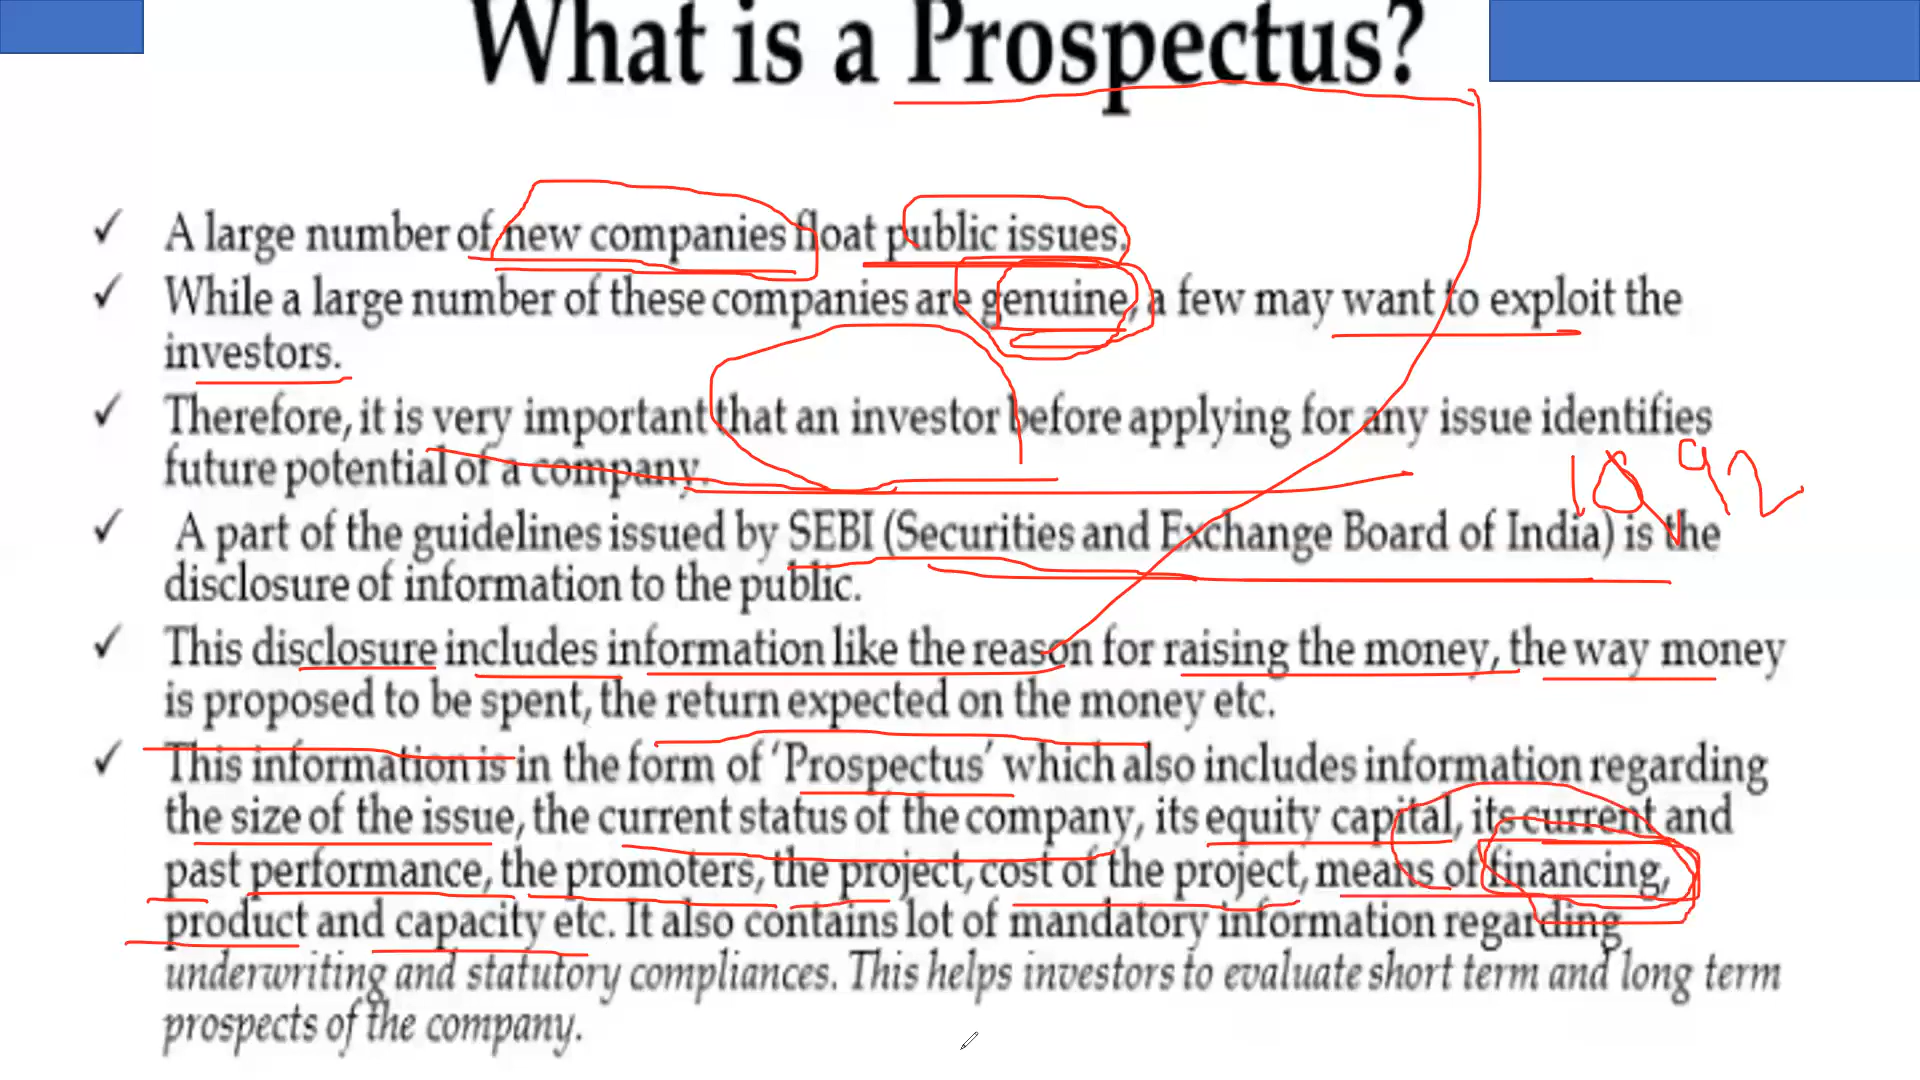 What is a Prospectus?
✓ A large number of new companies float public issues.
✓ While a large number of these companies are genuine, a few may want to exploit the
investors.
✓ Therefore, it is very important that an investor before applying for any issue identifies
future potential of a company.
✓ A part of the guidelines issued by SEBI (Securities and Exchange Board of India) is the
disclosure of information to the public.
✓ This disclosure includes information like the reason for raising the money, the way money
is proposed to be spent, the return expected on the money etc.
✓ This information is in the form of ‘Prospectus’ which also includes information regarding
the size of the issue, the current status of the company, its equity capital, its current and
past performance, the promoters, the project, cost of the project, means of financing,
product and capacity etc. It also contains lot of mandatory information regarding
underwriting and statutory compliances. This helps investors to evaluate short term and long term
prospects of the company.